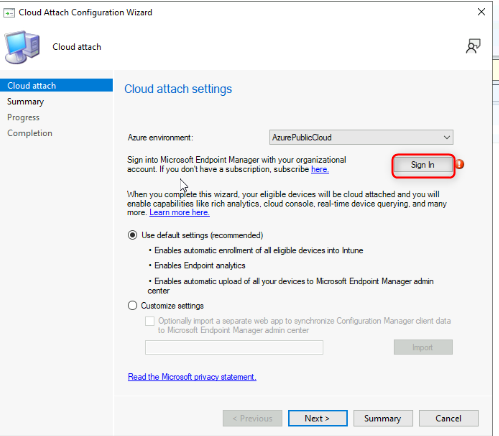 Cloud Attach Configuration Wizard
Cloud attach
Cloud attach
Summary
Progress
Completion
Cloud attach settings
Azure environment:
AzurePublicCloud
Sign into Microsoft Endpoint Manager with your organizational
account. If you don't have a subscription, subscribe here.
Sign In
When you complete this wizard, your eligible devices will be cloud attached and you will
enable capabilities like rich analytics, cloud console, real-time device querying, and many
more. Learn more here.
Use default settings (recommended)
• Enables automatic enrollment of all eligible devices into Intune
• Enables Endpoint analytics
• Enables automatic upload of all your devices to Microsoft Endpoint Manager admin
center
Customize settings
Optionally import a separate web app to synchronize Configuration Manager client data
to Microsoft Endpoint Manager admin center
Import
Read the Microsoft privacy statement.
< Previous
Next >
Summary
Cancel